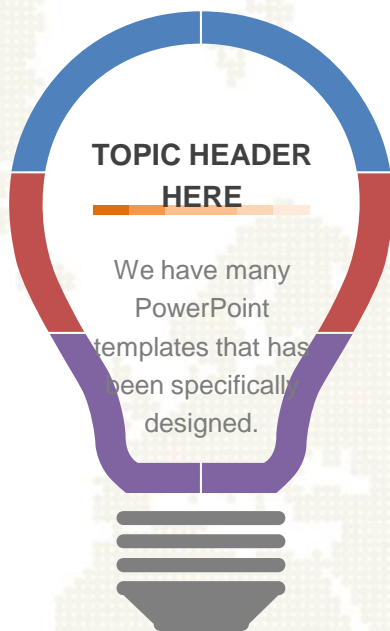 TOPIC HEADER
HERE
We have many
PowerPoint
templates that has
been specifically
designed.